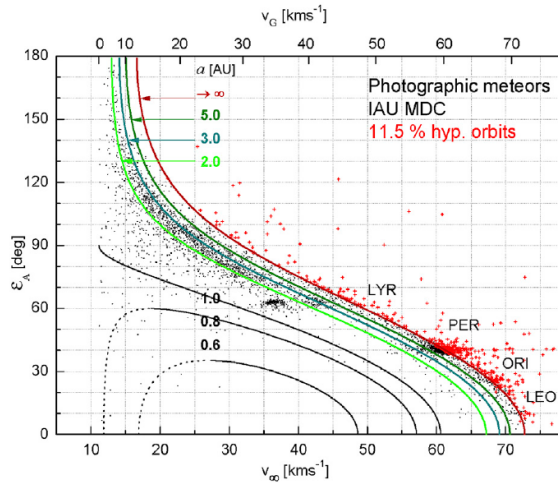 v_G [kms⁻¹]
1 10 20 30 40 50 60 70
180
150
120
90
60
30
0
ε_A [deg]
a [AU]
→ ∞
5.0
3.0
2.0
Photographic meteors
IAU MDC
11.5 % hyp. orbits
LYR
PER
ORI
LEO
1.0
0.8
0.6
10 20 30 40 50 60 70
v_∞ [kms⁻¹]